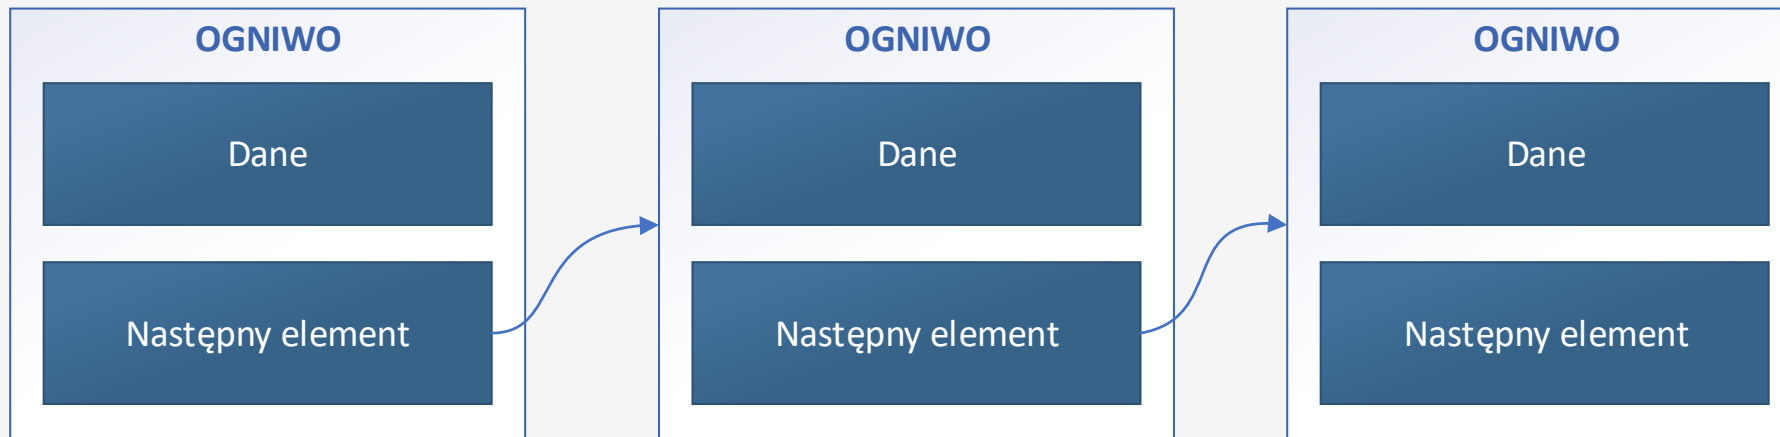 OGNIWO
Dane
Następny element
OGNIWO
Dane
Następny element
OGNIWO
Dane
Następny element